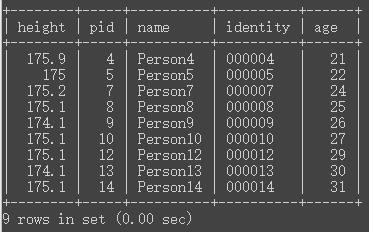 +--------+-----+----------+----------+-----+
| height | pid | name     | identity | age |
+--------+-----+----------+----------+-----+
|  175.9 |   4 | Person4  | 000004   |  21 |
|    175 |   5 | Person5  | 000005   |  22 |
|  175.2 |   7 | Person7  | 000007   |  24 |
|  175.1 |   8 | Person8  | 000008   |  25 |
|  174.1 |   9 | Person9  | 000009   |  26 |
|  175.1 |  10 | Person10 | 000010   |  27 |
|  175.1 |  12 | Person12 | 000012   |  29 |
|  174.1 |  13 | Person13 | 000013   |  30 |
|  175.1 |  14 | Person14 | 000014   |  31 |
+--------+-----+----------+----------+-----+
9 rows in set (0.00 sec)